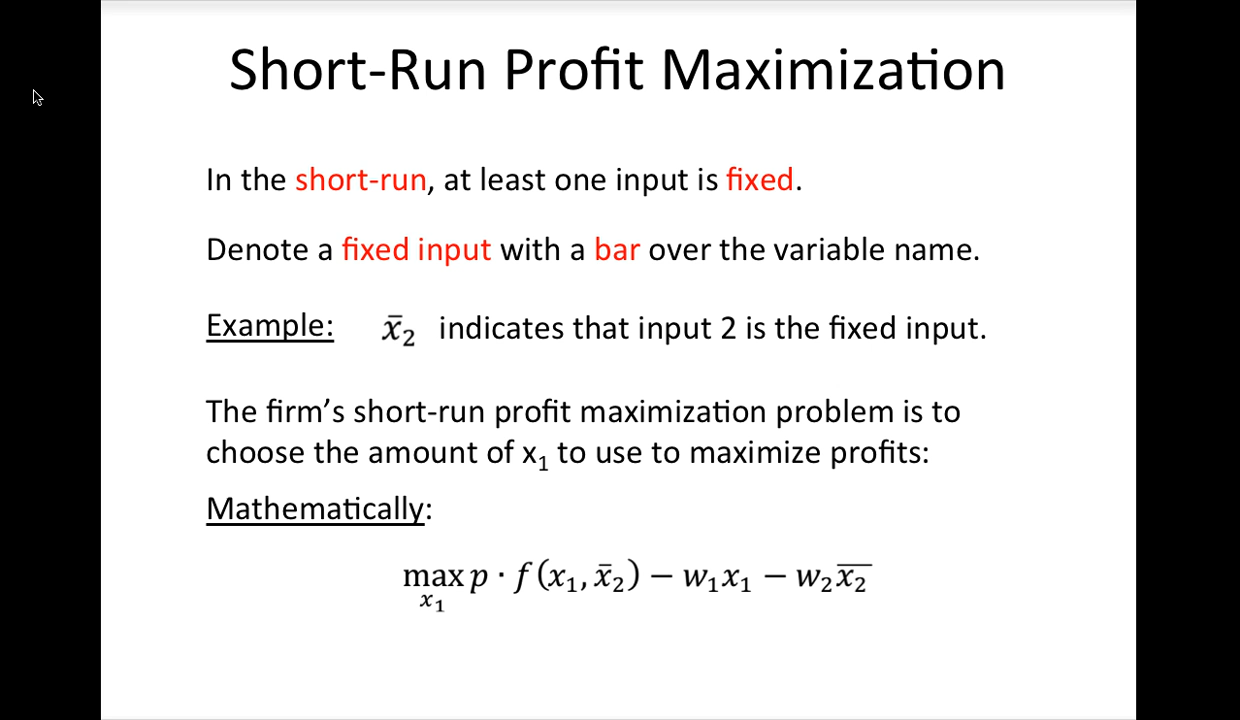 Short-Run Profit Maximization
In the short-run, at least one input is fixed.
Denote a fixed input with a bar over the variable name.
Example: x̄₂ indicates that input 2 is the fixed input.
The firm’s short-run profit maximization problem is to
choose the amount of x₁ to use to maximize profits:
Mathematically:
max p · f(x₁, x̄₂) − w₁x₁ − w₂x̅₂̅
x₁